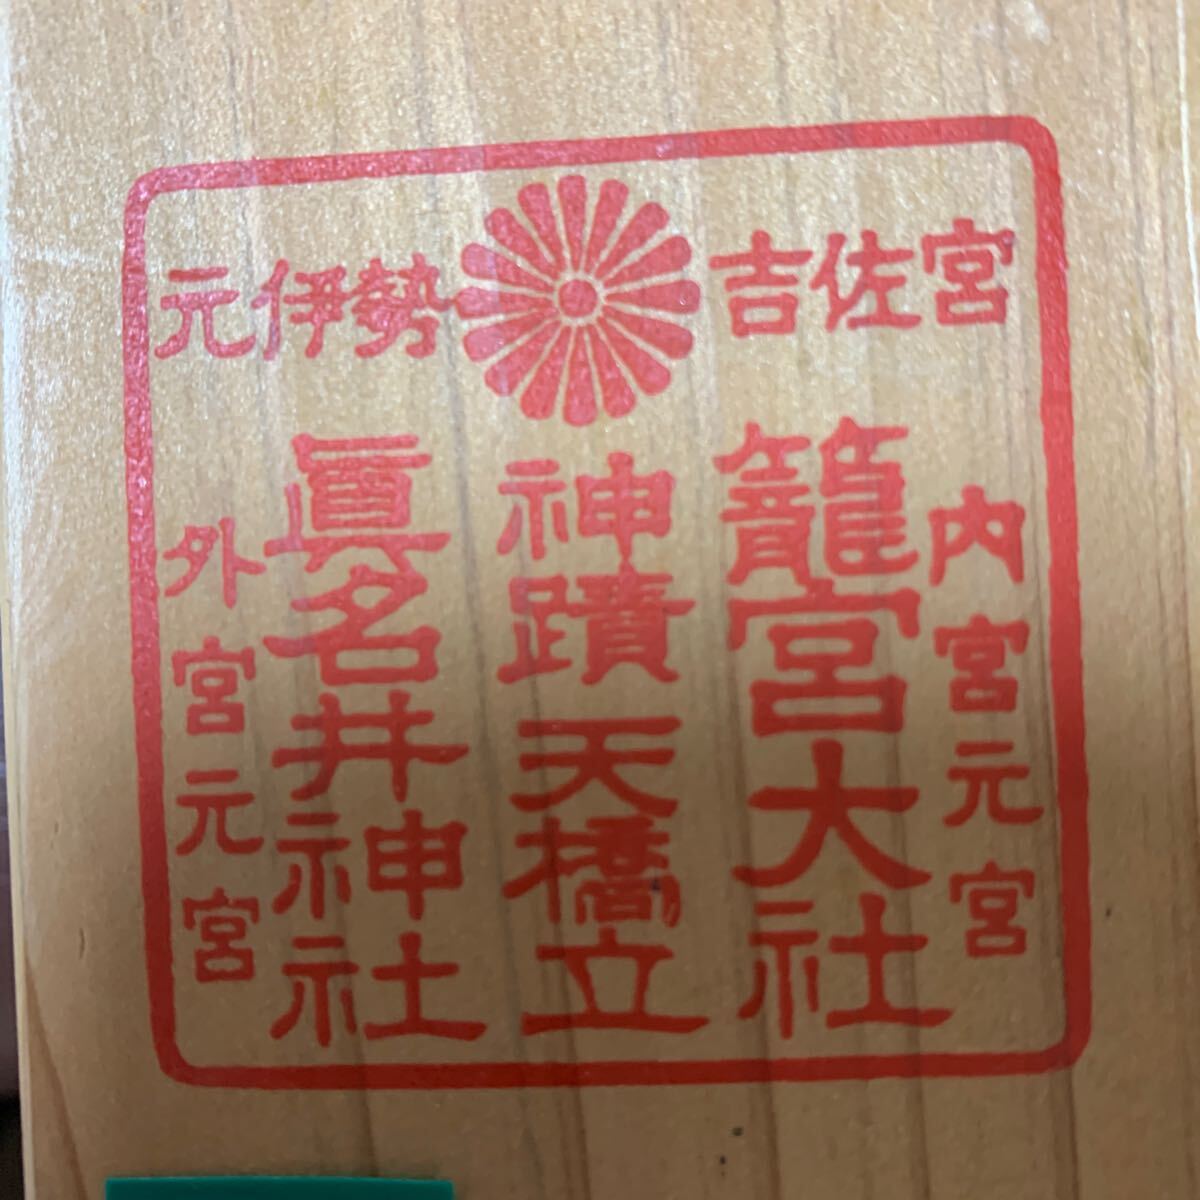 元伊勢 吉佐宮
内宮元宮
籠宮大社
神蹟 天橋立
眞名井神社
外宮元宮